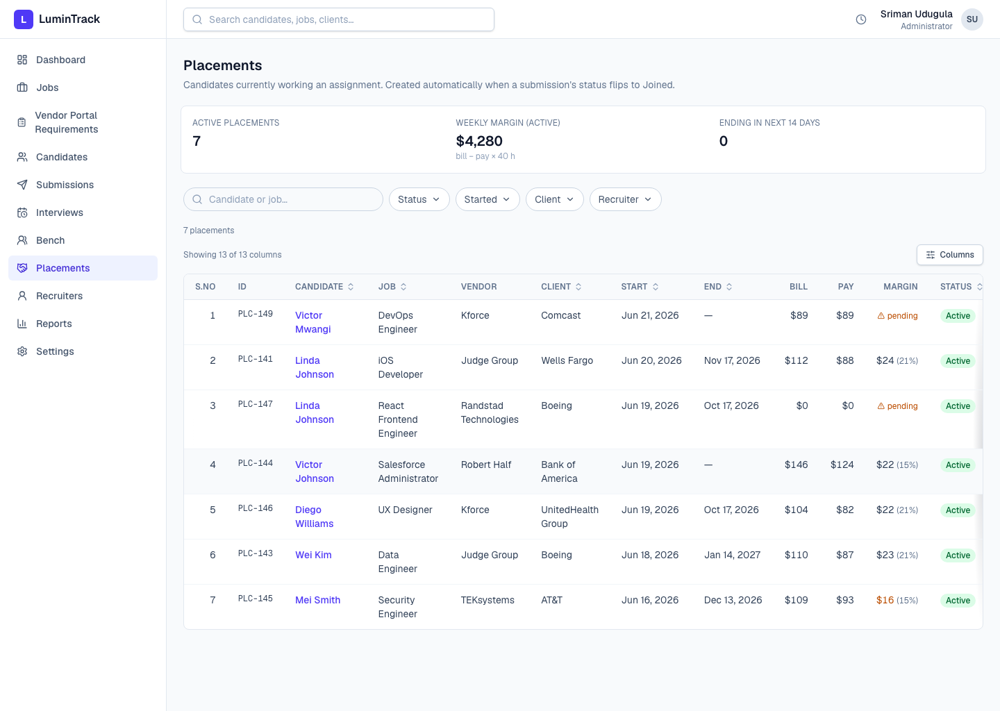 L LuminTrack
Search candidates, jobs, clients...
Sriman Udugula
Administrator
SU
Dashboard
Jobs
Vendor Portal
Requirements
Candidates
Submissions
Interviews
Bench
Placements
Recruiters
Reports
Settings
Placements
Candidates currently working an assignment. Created automatically when a submission's status flips to Joined.
ACTIVE PLACEMENTS
7
WEEKLY MARGIN (ACTIVE)
$4,280
bill − pay × 40 h
ENDING IN NEXT 14 DAYS
0
Candidate or job...
Status
Started
Client
Recruiter
7 placements
Showing 13 of 13 columns
Columns
S.NO ID CANDIDATE JOB VENDOR CLIENT START END BILL PAY MARGIN STATUS
1 PLC-149 Victor Mwangi DevOps Engineer Kforce Comcast Jun 21, 2026 — $89 $89 pending Active
2 PLC-141 Linda Johnson iOS Developer Judge Group Wells Fargo Jun 20, 2026 Nov 17, 2026 $112 $88 $24 (21%) Active
3 PLC-147 Linda Johnson React Frontend Engineer Randstad Technologies Boeing Jun 19, 2026 Oct 17, 2026 $0 $0 pending Active
4 PLC-144 Victor Johnson Salesforce Administrator Robert Half Bank of America Jun 19, 2026 — $146 $124 $22 (15%) Active
5 PLC-146 Diego Williams UX Designer Kforce UnitedHealth Group Jun 19, 2026 Oct 17, 2026 $104 $82 $22 (21%) Active
6 PLC-143 Wei Kim Data Engineer Judge Group Boeing Jun 18, 2026 Jan 14, 2027 $110 $87 $23 (21%) Active
7 PLC-145 Mei Smith Security Engineer TEKsystems AT&T Jun 16, 2026 Dec 13, 2026 $109 $93 $16 (15%) Active